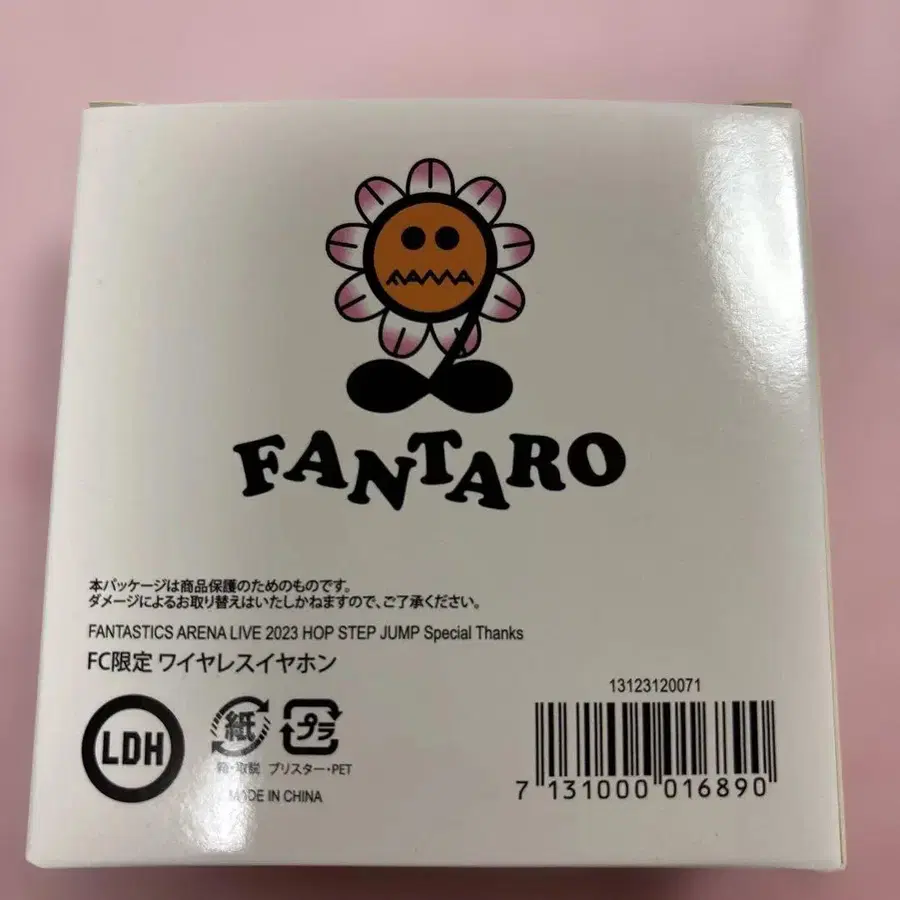 FANTARO
本パッケージは商品保護のためのものです。
ダメージによるお取り替えはいたしかねますので、ご了承ください。
FANTASTICS ARENA LIVE 2023 HOP STEP JUMP Special Thanks
FC限定 ワイヤレスイヤホン
LDH
紙
プラ
箱・取説 ブリスター・PET
MADE IN CHINA
13123120071
7 131000 016890